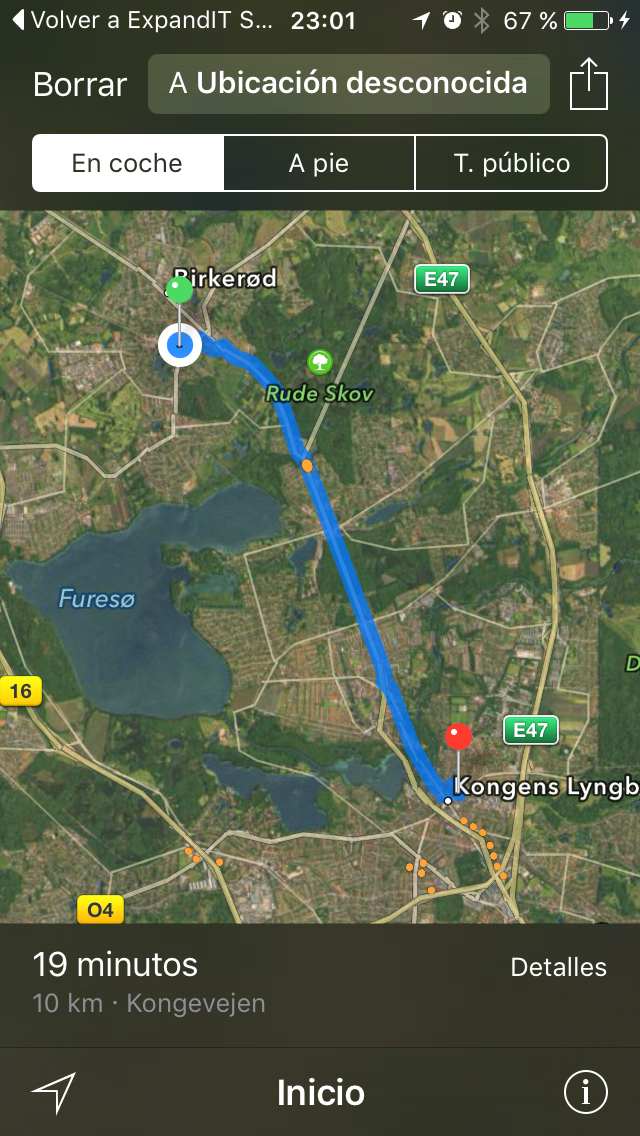 Volver a ExpandIT S... 23:01 67 %
Borrar A Ubicación desconocida
En coche A pie T. público
Birkerød
E47
Rude Skov
Furesø
D
16
E47
Kongens Lyngb
O4
19 minutos Detalles
10 km · Kongevejen
Inicio